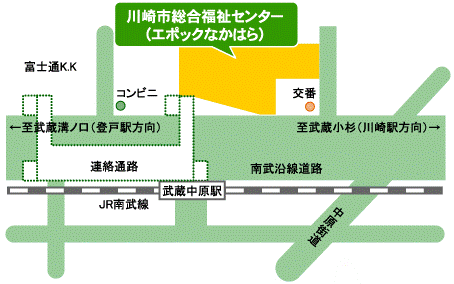 川崎市総合福祉センター
（エポックなかはら）
富士通K.K
コンビニ
交番
←至武蔵溝ノ口（登戸駅方向）
至武蔵小杉（川崎駅方向）→
連絡通路
南武沿線道路
武蔵中原駅
JR南武線
中原街道